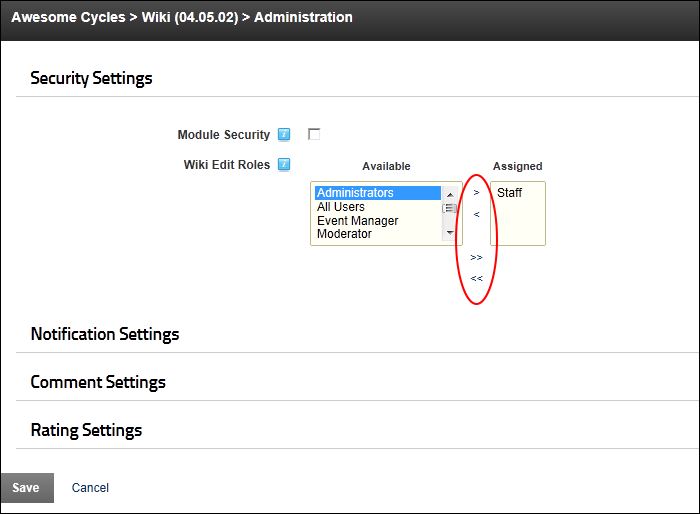 Awesome Cycles > Wiki (04.05.02) > Administration
Security Settings
Module Security
Wiki Edit Roles
Available
Assigned
Administrators
All Users
Event Manager
Moderator
>
<
>>
<<
Staff
Notification Settings
Comment Settings
Rating Settings
Save
Cancel